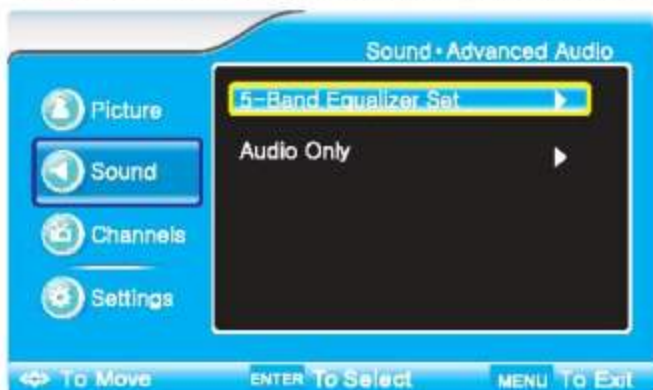 Sound • Advanced Audio
Picture
Sound
Channels
Settings
5-Band Equalizer Set
Audio Only
To Move
ENTER To Select
MENU To Exit